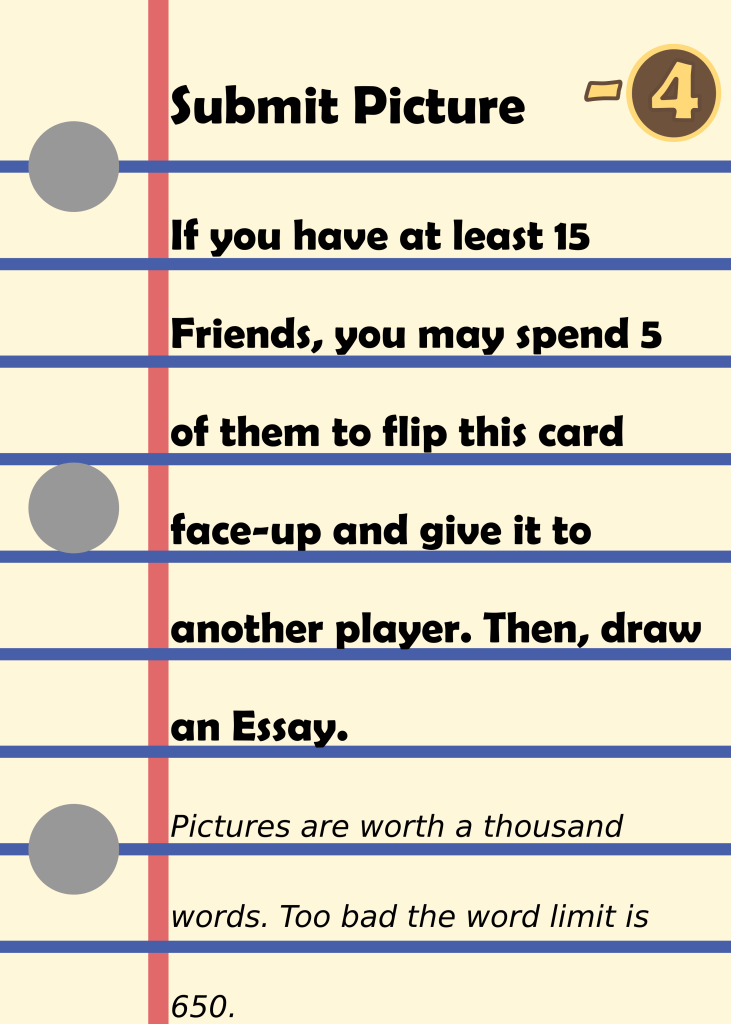 Submit Picture -4
If you have at least 15
Friends, you may spend 5
of them to flip this card
face-up and give it to
another player. Then, draw
an Essay.
Pictures are worth a thousand
words. Too bad the word limit is
650.